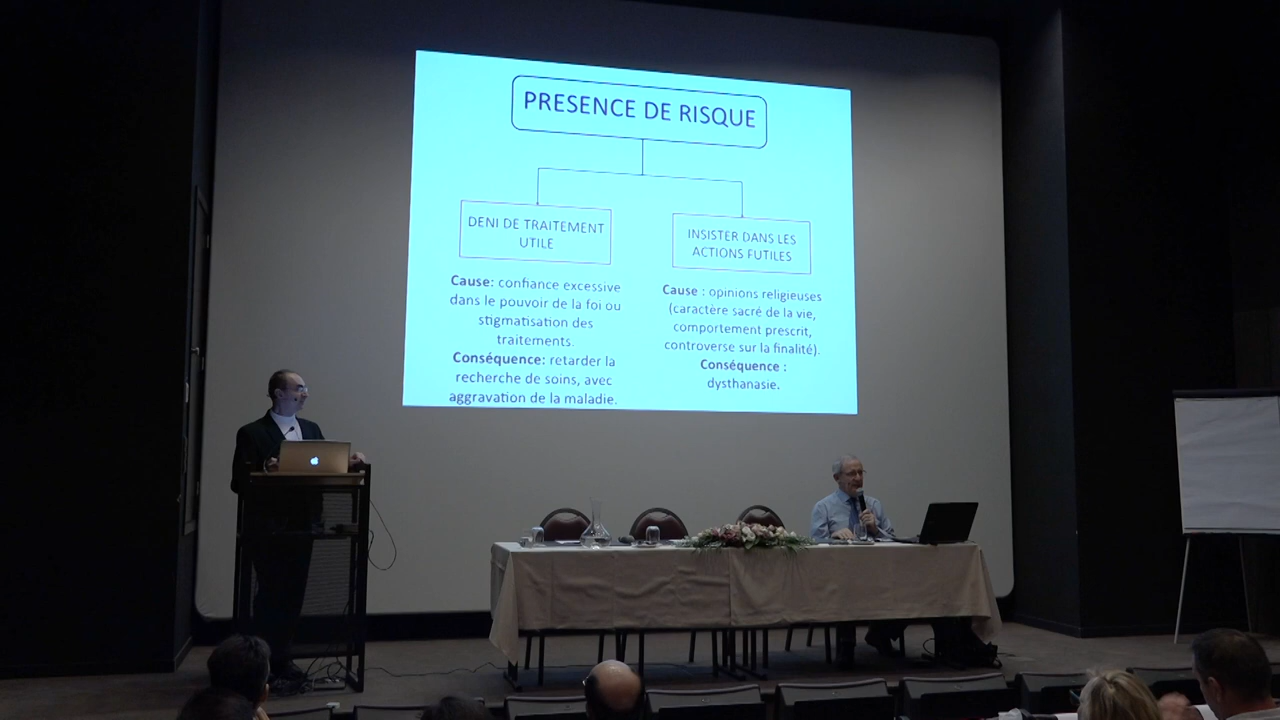 PRESENCE DE RISQUE
DENI DE TRAITEMENT
UTILE
Cause: confiance excessive
dans le pouvoir de la foi ou
stigmatisation des
traitements.
Conséquence: retarder la
recherche de soins, avec
aggravation de la maladie.
INSISTER DANS LES
ACTIONS FUTILES
Cause : opinions religieuses
(caractère sacré de la vie,
comportement prescrit,
controverse sur la finalité).
Conséquence :
dysthanasie.